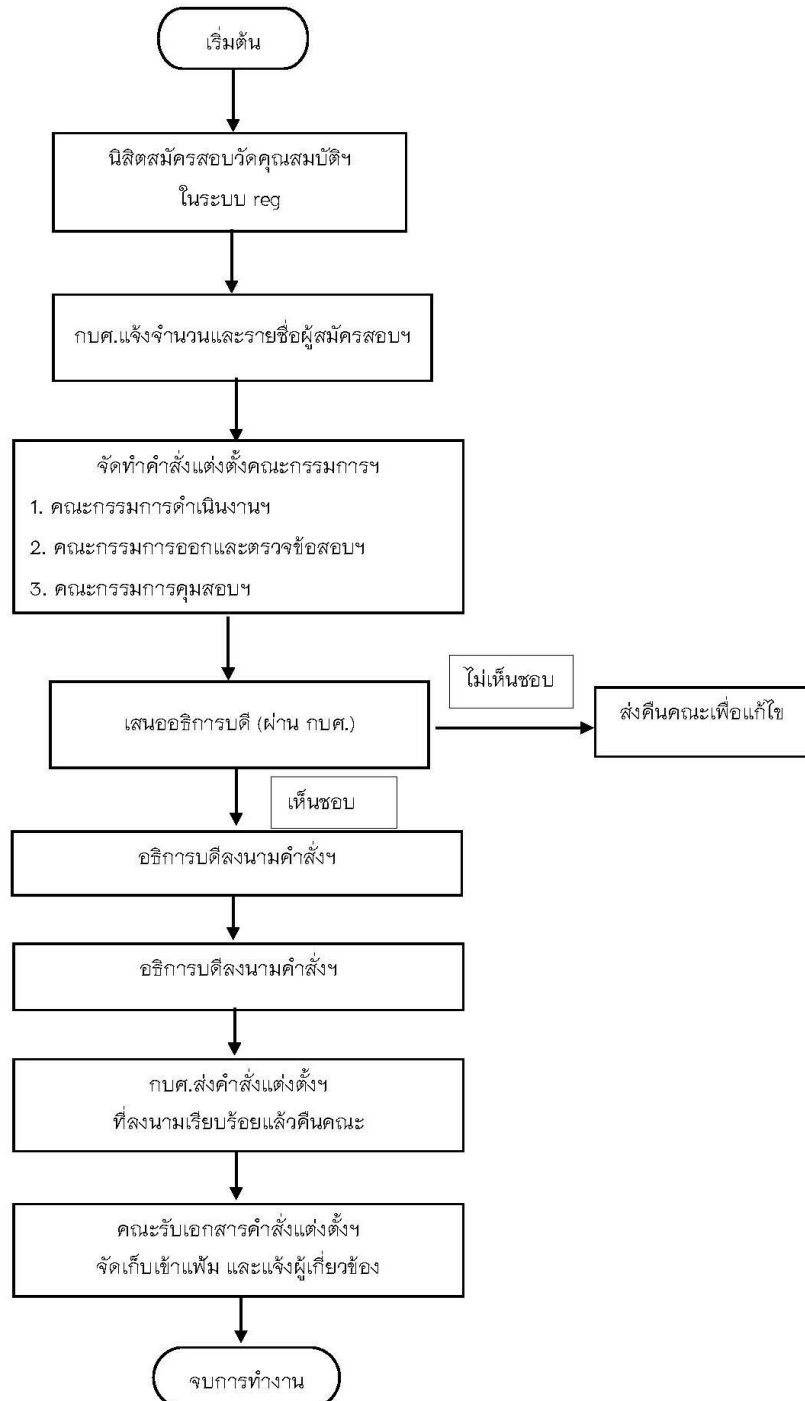 เริ่มต้น
นิสิตสมัครสอบวัดคุณสมบัติฯ
ในระบบ reg
กบศ.แจ้งจำนวนและรายชื่อผู้สมัครสอบฯ
จัดทำคำสั่งแต่งตั้งคณะกรรมการฯ
1. คณะกรรมการดำเนินงานฯ
2. คณะกรรมการออกและตรวจข้อสอบฯ
3. คณะกรรมการคุมสอบฯ
เสนออธิการบดี (ผ่าน กบศ.)
ไม่เห็นชอบ
ส่งคืนคณะเพื่อแก้ไข
เห็นชอบ
อธิการบดีลงนามคำสั่งฯ
อธิการบดีลงนามคำสั่งฯ
กบศ.ส่งคำสั่งแต่งตั้งฯ
ที่ลงนามเรียบร้อยแล้วคืนคณะ
คณะรับเอกสารคำสั่งแต่งตั้งฯ
จัดเก็บเข้าแฟ้ม และแจ้งผู้เกี่ยวข้อง
จบการทำงาน